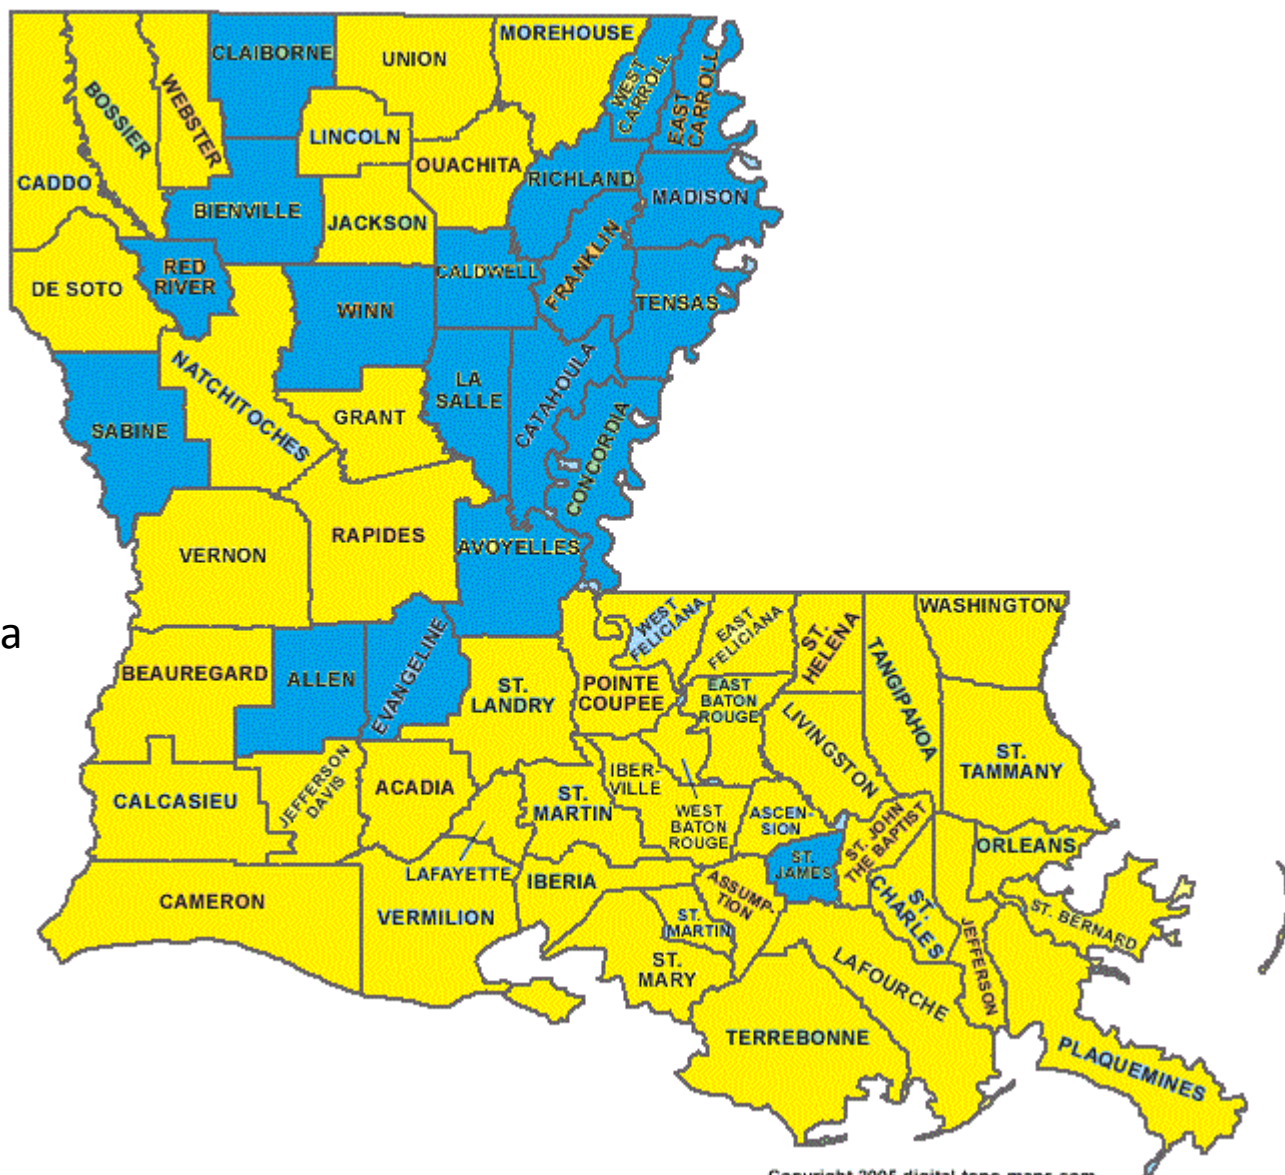 MOREHOUSE
CLAIBORNE
UNION
WEST
CARROLL
EAST
CARROLL
BOSSIER
WEBSTER
LINCOLN
OUACHITA
CADDO
RICHLAND
MADISON
BIENVILLE
JACKSON
FRANKLIN
RED
RIVER
CALDWELL
DE SOTO
WINN
TENSAS
NATCHITOCHES
LA
SALLE
CATAHOULA
GRANT
SABINE
CONCORDIA
RAPIDES
VERNON
AVOYELLES
a
WEST
FELICIANA
EAST
FELICIANA
ST.
HELENA
WASHINGTON
TANGIPAHOA
BEAUREGARD
ALLEN
EVANGELINE
ST.
LANDRY
POINTE
COUPEE
EAST
BATON
ROUGE
LIVINGSTON
ST.
TAMMANY
JEFFERSON
DAVIS
ACADIA
IBER-
VILLE
CALCASIEU
ST.
MARTIN
WEST
BATON
ROUGE
ASCEN-
SION
ST. JOHN
THE BAPTIST
ORLEANS
LAFAYETTE
IBERIA
ST.
JAMES
CAMERON
VERMILION
ASSUMP-
TION
ST.
CHARLES
ST. BERNARD
ST.
MARTIN
JEFFERSON
ST.
MARY
LAFOURCHE
TERREBONNE
PLAQUEMINES